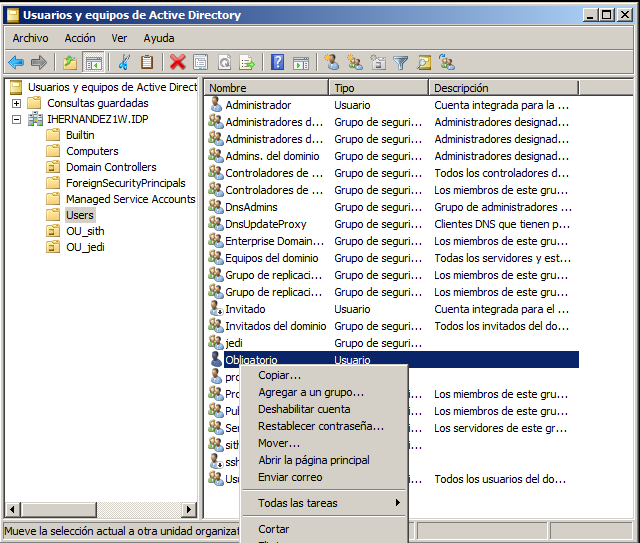 Usuarios y equipos de Active Directory
Archivo Acción Ver Ayuda
Usuarios y equipos de Active Direct
Consultas guardadas
IHERNANDEZ1W.IDP
Builtin
Computers
Domain Controllers
ForeignSecurityPrincipals
Managed Service Accounts
Users
OU_sith
OU_jedi
Nombre Tipo Descripción
Administrador Usuario Cuenta integrada para la ...
Administradores d... Grupo de seguri... Administradores designad...
Administradores d... Grupo de seguri... Administradores designad...
Admins. del dominio Grupo de seguri... Administradores designad...
Controladores de ... Grupo de seguri... Todos los controladores d...
Controladores de ... Grupo de seguri... Los miembros de este gru...
DnsAdmins Grupo de seguri... Grupo de administradores ...
DnsUpdateProxy Grupo de seguri... Clientes DNS que tienen p...
Enterprise Domain... Grupo de seguri... Los miembros de este gru...
Equipos del dominio Grupo de seguri... Todas las servidores y est...
Grupo de replicaci... Grupo de seguri... Los miembros de este gru...
Grupo de replicaci... Grupo de seguri... Los miembros de este gru...
Invitado Usuario Cuenta integrada para el ...
Invitados del dominio Grupo de seguri... Todos los invitados del do...
jedi Grupo de seguri...
Obligatorio Usuario
pro
Pro i... Los miembros de este gru...
Pub i... Los miembros de este gru...
Ser i... Los servidores de este gr...
sith i...
ssh
Usu i... Todos los usuarios del do...
Copiar...
Agregar a un grupo...
Deshabilitar cuenta
Restablecer contraseña...
Mover...
Abrir la página principal
Enviar correo
Todas las tareas
Cortar
Mueve la selección actual a otra unidad organizat